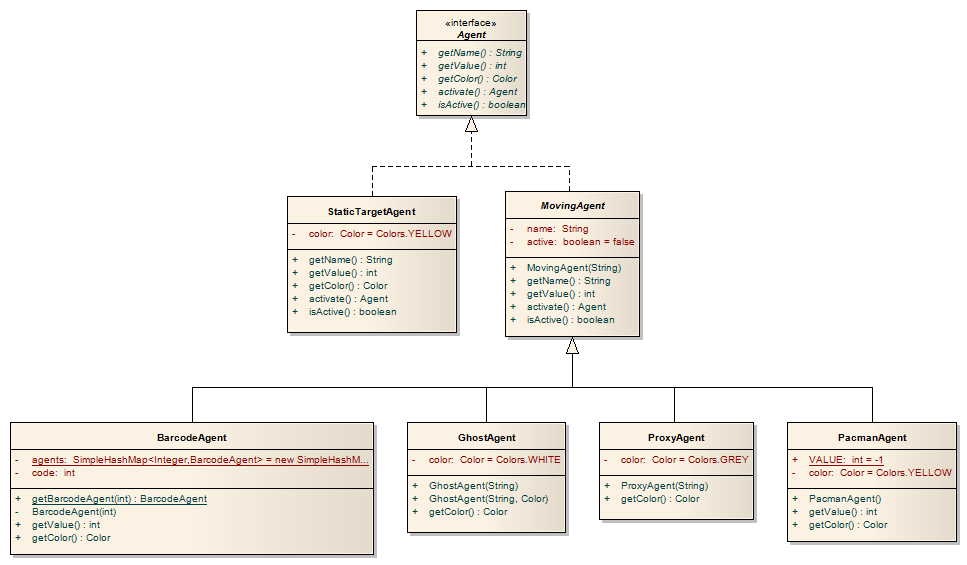 «interface»
Agent
+ getName() : String
+ getValue() : int
+ getColor() : Color
+ activate() : Agent
+ isActive() : boolean
StaticTargetAgent
- color: Color = Colors.YELLOW
+ getName() : String
+ getValue() : int
+ getColor() : Color
+ activate() : Agent
+ isActive() : boolean
MovingAgent
- name: String
- active: boolean = false
+ MovingAgent(String)
+ getName() : String
+ getValue() : int
+ activate() : Agent
+ isActive() : boolean
BarcodeAgent
- agents: SimpleHashMap<Integer,BarcodeAgent> = new SimpleHashM...
- code: int
+ getBarcodeAgent(int) : BarcodeAgent
- BarcodeAgent(int)
+ getValue() : int
+ getColor() : Color
GhostAgent
- color: Color = Colors.WHITE
+ GhostAgent(String)
+ GhostAgent(String, Color)
+ getColor() : Color
ProxyAgent
- color: Color = Colors.GREY
+ ProxyAgent(String)
+ getColor() : Color
PacmanAgent
+ VALUE: int = -1
- color: Color = Colors.YELLOW
+ PacmanAgent()
+ getValue() : int
+ getColor() : Color